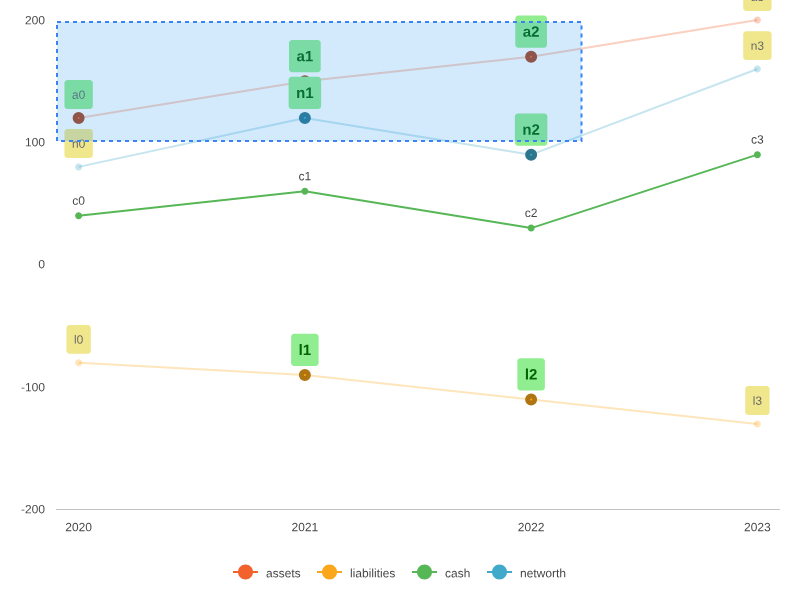 200
a2
a1
n3
a0
n1
100
n0
n2
c3
c1
c0
c2
0
l0
l1
l2
-100
l3
-200
2020 2021 2022 2023
assets liabilities cash networth